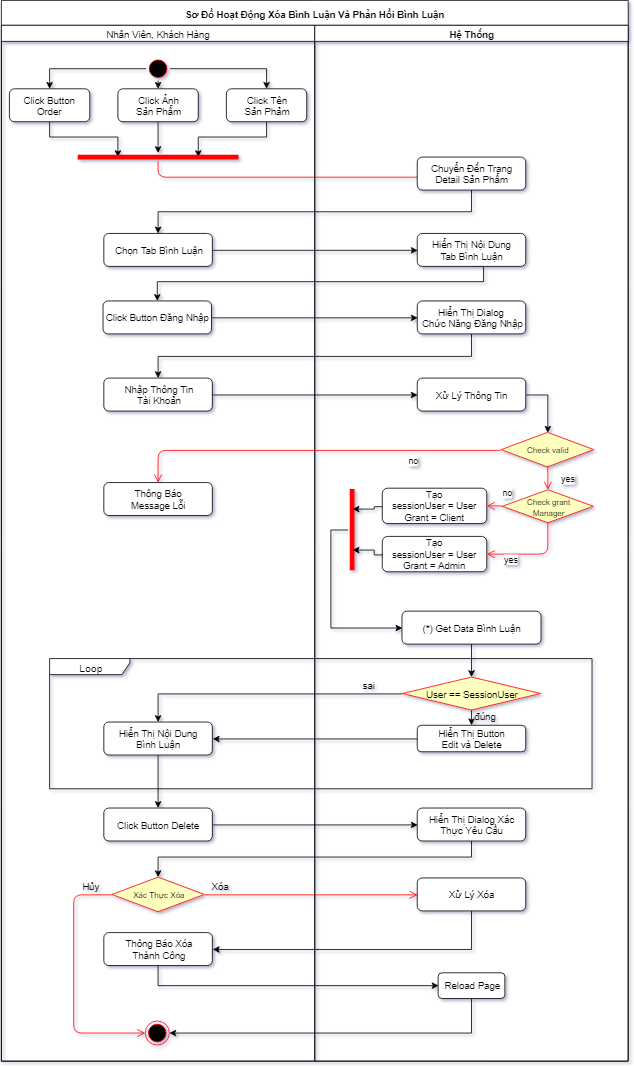 Sơ Đồ Hoạt Động Xóa Bình Luận Và Phản Hồi Bình Luận
Nhân Viên, Khách Hàng
Hệ Thống
Click Button
Order
Click Ảnh
Sản Phẩm
Click Tên
Sản Phẩm
Chuyển Đến Trang
Detail Sản Phẩm
Chọn Tab Bình Luận
Hiển Thị Nội Dung
Tab Bình Luận
Click Button Đăng Nhập
Hiển Thị Dialog
Chức Năng Đăng Nhập
Nhập Thông Tin
Tài Khoản
Xử Lý Thông Tin
Check valid
no
yes
Thông Báo
Message Lỗi
Tạo
sessionUser = User
Grant = Client
no
Check grant
Manager
Tạo
sessionUser = User
Grant = Admin
yes
(*) Get Data Bình Luận
Loop
sai
User == SessionUser
đúng
Hiển Thị Nội Dung
Bình Luận
Hiển Thị Button
Edit và Delete
Click Button Delete
Hiển Thị Dialog Xác
Thực Yêu Cầu
Hủy
Xác Thực Xóa
Xóa
Xử Lý Xóa
Thông Báo Xóa
Thành Công
Reload Page